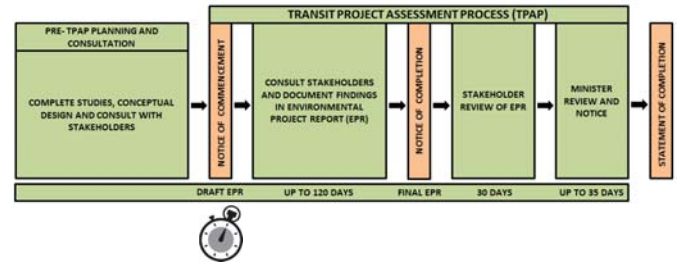 TRANSIT PROJECT ASSESSMENT PROCESS (TPAP)
PRE- TPAP PLANNING AND
CONSULTATION
COMPLETE STUDIES, CONCEPTUAL
DESIGN AND CONSULT WITH
STAKEHOLDERS
NOTICE OF COMMENCEMENT
CONSULT STAKEHOLDERS
AND DOCUMENT FINDINGS
IN ENVIRONMENTAL
PROJECT REPORT (EPR)
NOTICE OF COMPLETION
STAKEHOLDER
REVIEW OF EPR
MINISTER
REVIEW AND
NOTICE
STATEMENT OF COMPLETION
DRAFT EPR
UP TO 120 DAYS
FINAL EPR
30 DAYS
UP TO 35 DAYS